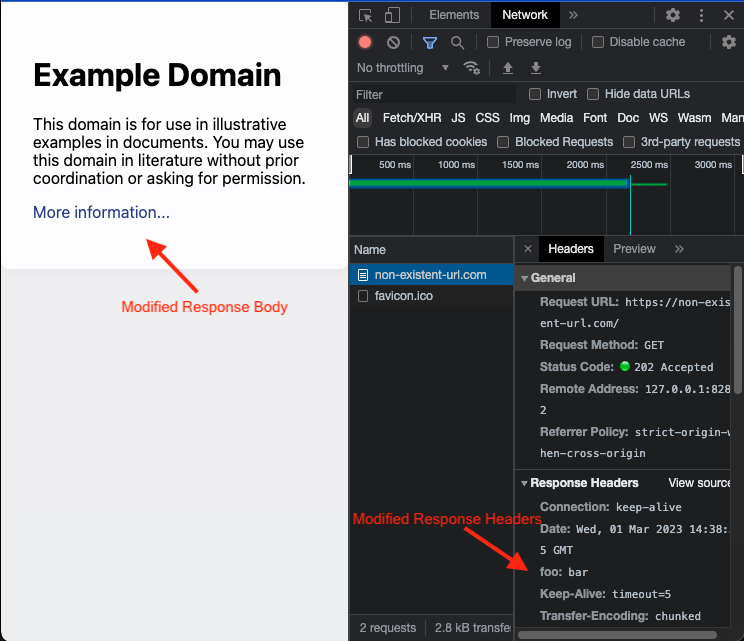 Example Domain
This domain is for use in illustrative
examples in documents. You may use
this domain in literature without prior
coordination or asking for permission.
More information...
Modified Response Body
Elements Network »
Preserve log Disable cache
No throttling
Filter Invert Hide data URLs
All Fetch/XHR JS CSS Img Media Font Doc WS Wasm Man
Has blocked cookies Blocked Requests 3rd-party requests
500 ms 1000 ms 1500 ms 2000 ms 2500 ms 3000 ms
Name
non-existent-url.com
favicon.ico
2 requests 2.8 kB transfe
× Headers Preview »
General
Request URL: https://non-exis
ent-url.com/
Request Method: GET
Status Code: 202 Accepted
Remote Address: 127.0.0.1:828
2
Referrer Policy: strict-origin-w
hen-cross-origin
Response Headers View source
Connection: keep-alive
Modified Response Headers
Date: Wed, 01 Mar 2023 14:38:
5 GMT
foo: bar
Keep-Alive: timeout=5
Transfer-Encoding: chunked